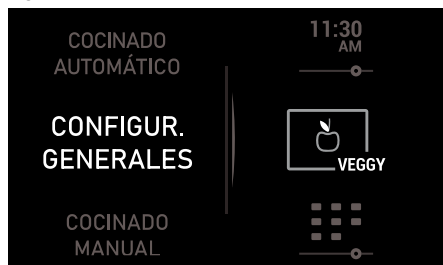 COCINADO
AUTOMÁTICO
11:30
AM
CONFIGUR.
GENERALES
VEGGY
COCINADO
MANUAL